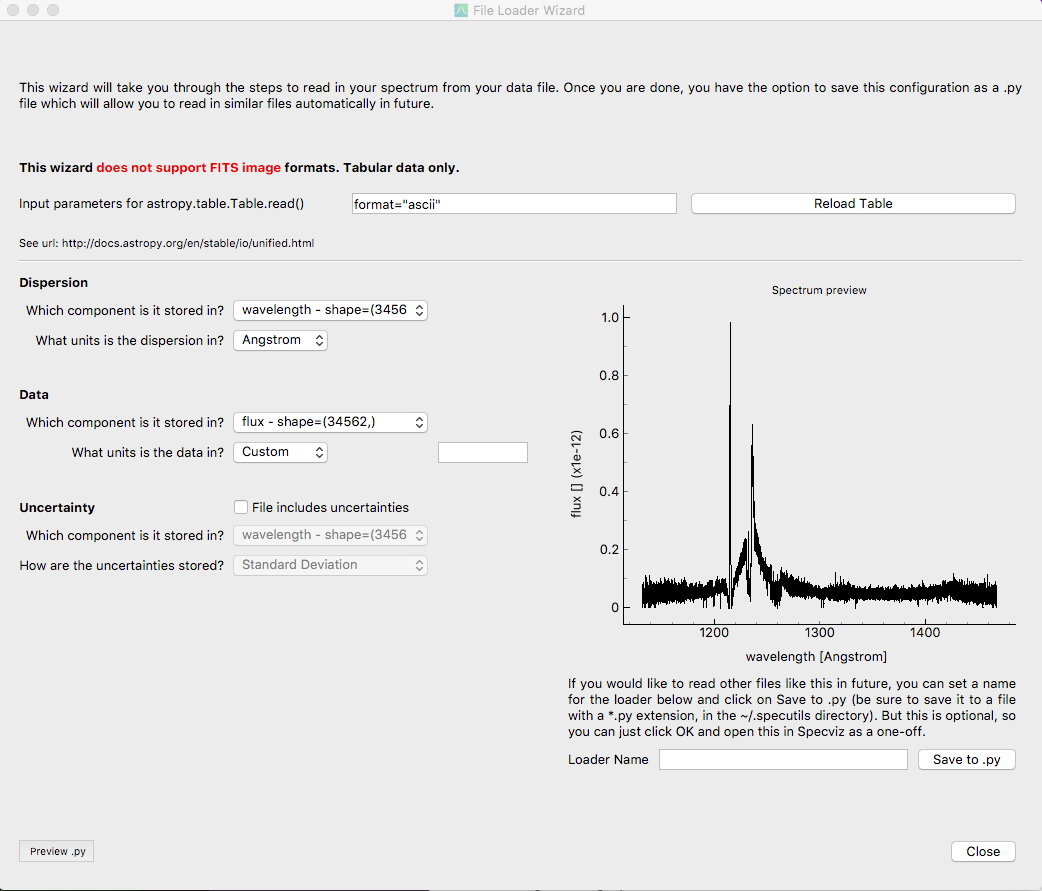 File Loader Wizard
This wizard will take you through the steps to read in your spectrum from your data file. Once you are done, you have the option to save this configuration as a .py
file which will allow you to read in similar files automatically in future.
This wizard does not support FITS image formats. Tabular data only.
Input parameters for astropy.table.Table.read()
format="ascii"
Reload Table
See url: http://docs.astropy.org/en/stable/io/unified.html
Dispersion
Which component is it stored in?
wavelength - shape=(3456
What units is the dispersion in?
Angstrom
Data
Which component is it stored in?
flux - shape=(34562,)
What units is the data in?
Custom
Uncertainty
File includes uncertainties
Which component is it stored in?
wavelength - shape=(3456
How are the uncertainties stored?
Standard Deviation
Spectrum preview
1.0
0.8
0.6
0.4
0.2
0
flux [] (x1e-12)
1200
1300
1400
wavelength [Angstrom]
If you would like to read other files like this in future, you can set a name
for the loader below and click on Save to .py (be sure to save it to a file
with a *.py extension, in the ~/.specutils directory). But this is optional, so
you can just click OK and open this in Specviz as a one-off.
Loader Name
Save to .py
Preview .py
Close